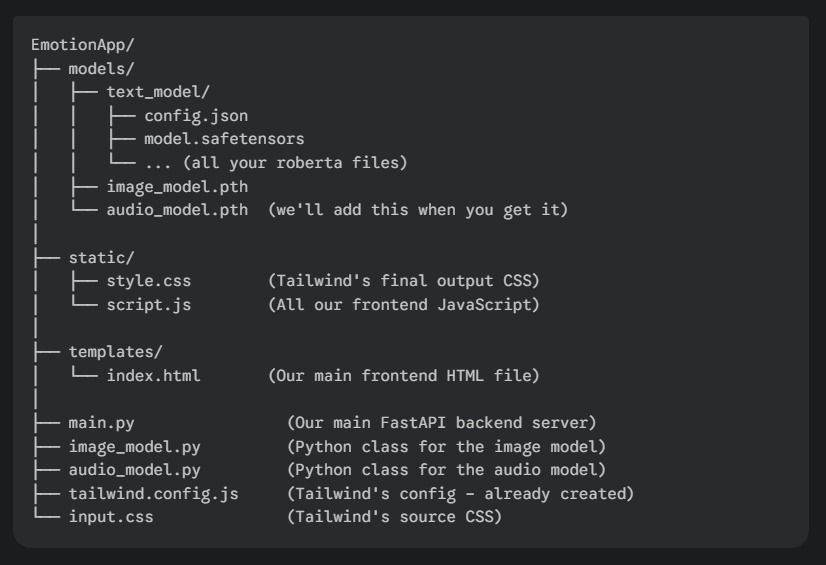 EmotionApp/
├── models/
│   ├── text_model/
│   │   ├── config.json
│   │   ├── model.safetensors
│   │   └── ... (all your roberta files)
│   ├── image_model.pth
│   └── audio_model.pth  (we'll add this when you get it)
│
├── static/
│   ├── style.css        (Tailwind's final output CSS)
│   └── script.js        (All our frontend JavaScript)
│
├── templates/
│   └── index.html       (Our main frontend HTML file)
│
├── main.py                (Our main FastAPI backend server)
├── image_model.py         (Python class for the image model)
├── audio_model.py         (Python class for the audio model)
├── tailwind.config.js     (Tailwind's config - already created)
└── input.css              (Tailwind's source CSS)